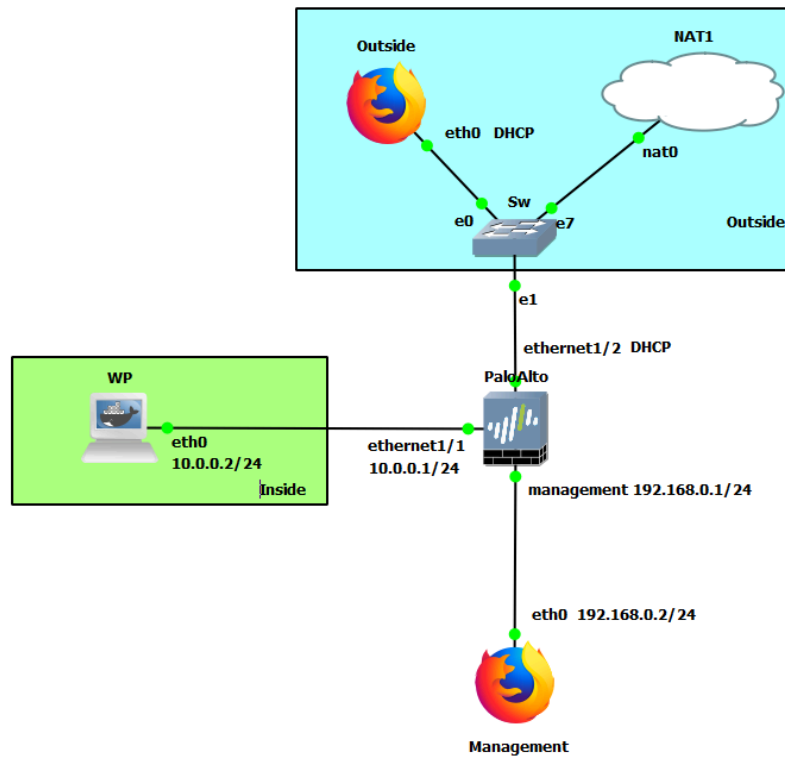 Outside
NAT1
eth0 DHCP
nat0
Sw
e0
e7
Outside
e1
ethernet1/2 DHCP
PaloAlto
WP
eth0
10.0.0.2/24
Inside
ethernet1/1
10.0.0.1/24
management 192.168.0.1/24
eth0 192.168.0.2/24
Management